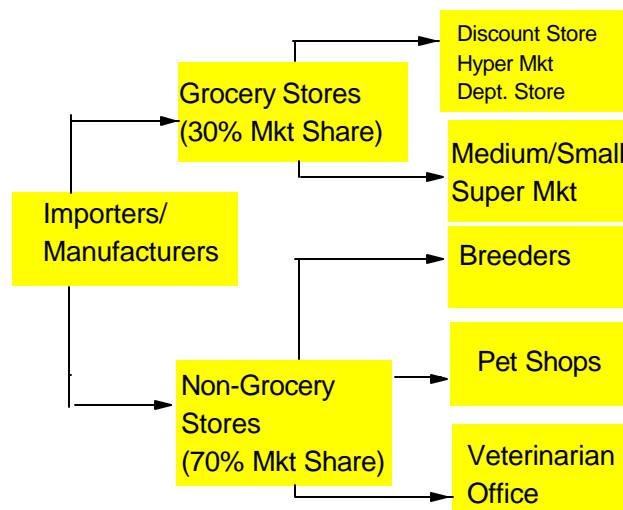 Discount Store
Hyper Mkt
Dept. Store
Grocery Stores
(30% Mkt Share)
Medium/Small
Super Mkt
Importers/
Manufacturers
Breeders
Pet Shops
Non-Grocery
Stores
(70% Mkt Share)
Veterinarian
Office